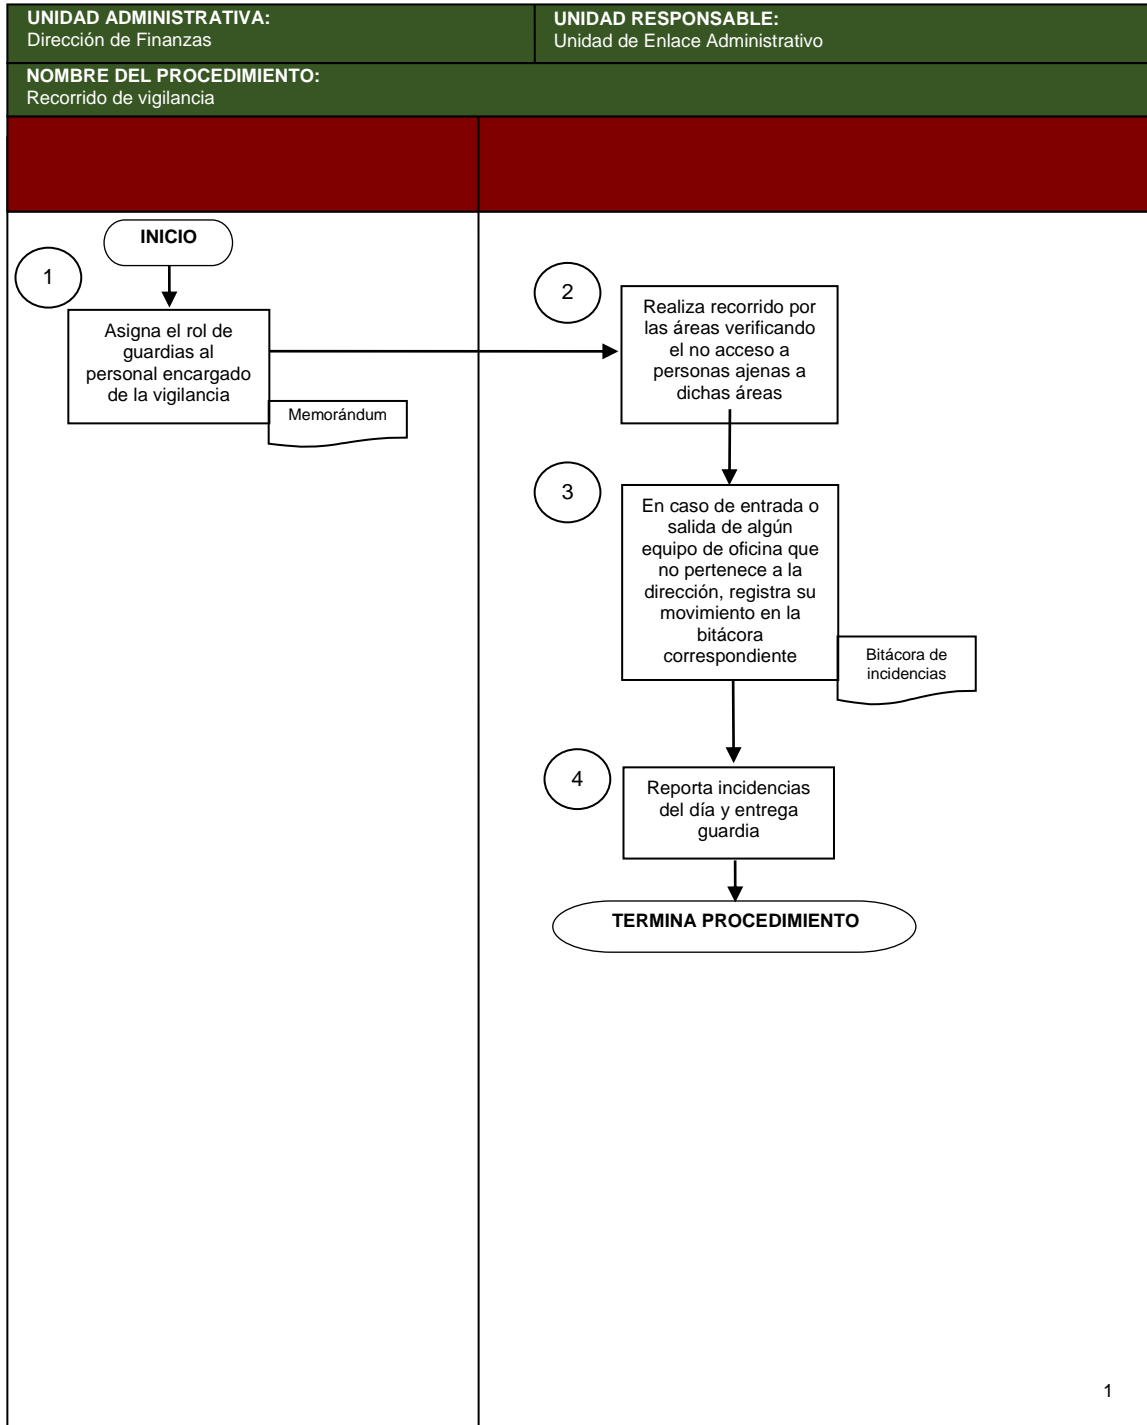 UNIDAD ADMINISTRATIVA:
Dirección de Finanzas
UNIDAD RESPONSABLE:
Unidad de Enlace Administrativo
NOMBRE DEL PROCEDIMIENTO:
Recorrido de vigilancia
INICIO
1
Asigna el rol de
guardias al
personal encargado
de la vigilancia
Memorándum
2
Realiza recorrido por
las áreas verificando
el no acceso a
personas ajenas a
dichas áreas
3
En caso de entrada o
salida de algún
equipo de oficina que
no pertenece a la
dirección, registra su
movimiento en la
bitácora
correspondiente
Bitácora de
incidencias
4
Reporta incidencias
del día y entrega
guardia
TERMINA PROCEDIMIENTO
1